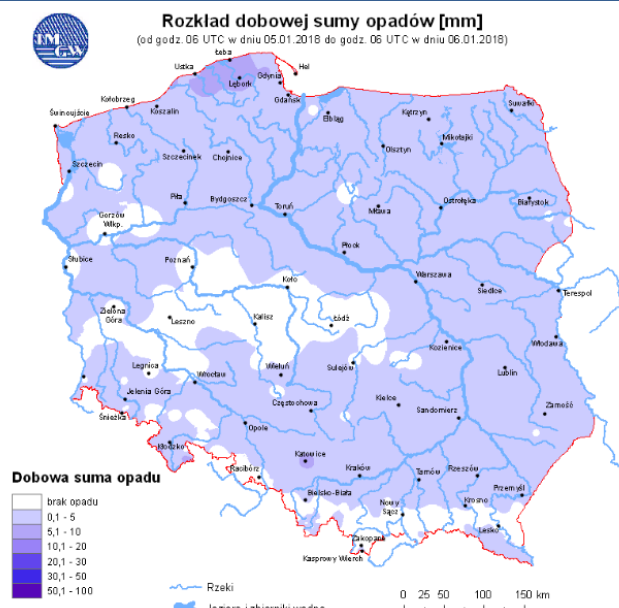 IM
GW
Rozkład dobowej sumy opadów [mm]
(od godz. 06 UTC w dniu 05.01.2018 do godz. 06 UTC w dniu 06.01.2018)
Łeba
Ustka
Hel
Lębork
Gdynia
Gdańsk
Kołobrzeg
Koszalin
Świnoujście
Elbląg
Kętrzyn
Suwałki
Resko
Mikołajki
Szczecin
Szczecinek
Chojnice
Olsztyn
Piła
Bydgoszcz
Toruń
Mława
Ostrołęka
Białystok
Gorzów
Wlkp.
Płock
Słubice
Poznań
Koło
Warszawa
Siedlce
Terespol
Zielona
Góra
Leszno
Kalisz
Łódź
Kozienice
Włodawa
Legnica
Wrocław
Wieluń
Sulejów
Lublin
Jelenia Góra
Śnieżka
Częstochowa
Kielce
Sandomierz
Zamość
Opole
Kłodzko
Katowice
Racibórz
Kraków
Tarnów
Rzeszów
Przemyśl
Bielsko-Biała
Nowy
Sącz
Krosno
Lesko
Zakopane
Kasprowy Wierch
Dobowa suma opadu
brak opadu
0,1 - 5
5,1 - 10
10,1 - 20
20,1 - 30
30,1 - 50
50,1 - 100
Rzeki
0 25 50 100 150 km
jeziora i zbiorniki wodne